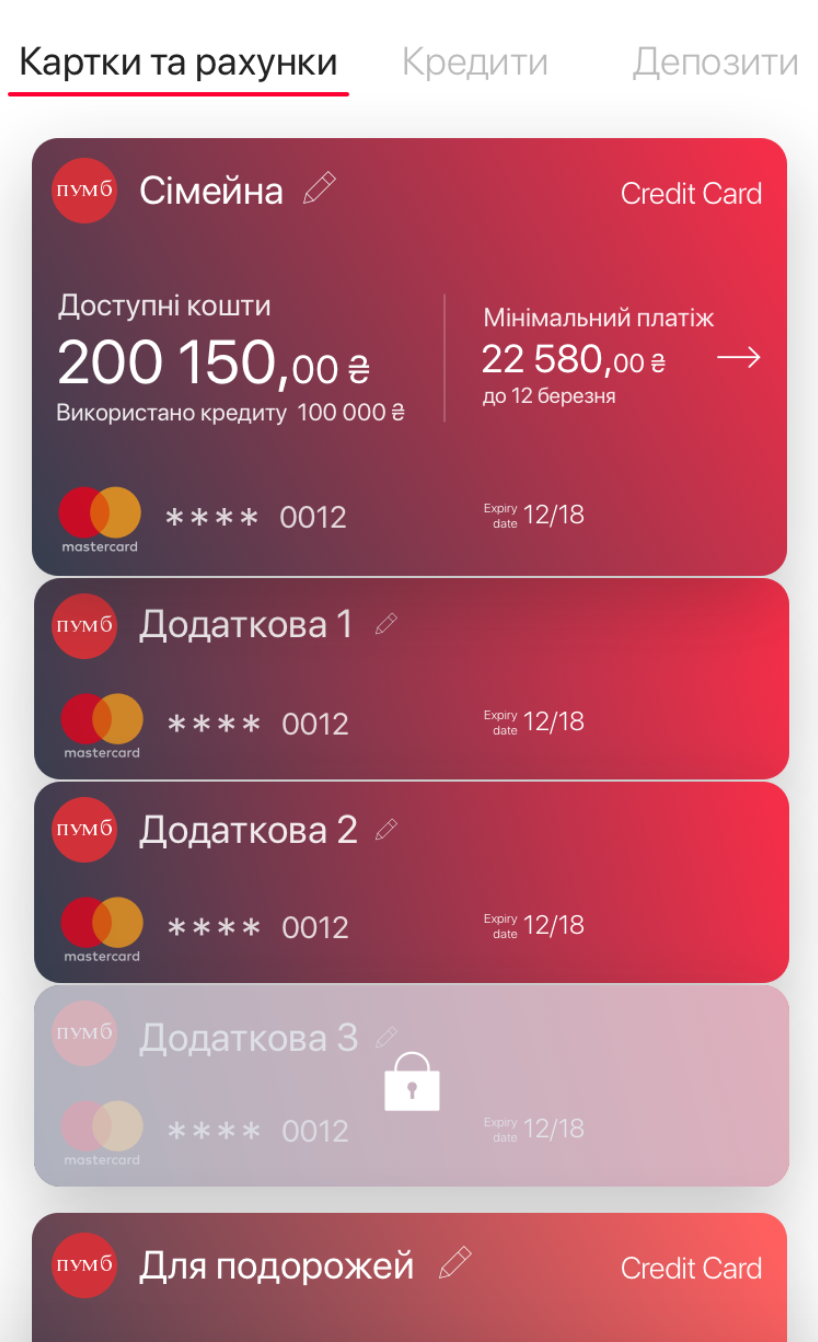 Картки та рахунки Кредити Депозити
пумб Сімейна Credit Card
Доступні кошти
200 150,00 ₴
Використано кредиту 100 000 ₴
Мінімальний платіж
22 580,00 ₴
до 12 березня
mastercard
**** 0012
Expiry date 12/18
пумб Додаткова 1
mastercard
**** 0012
Expiry date 12/18
пумб Додаткова 2
mastercard
**** 0012
Expiry date 12/18
пумб Додаткова 3
mastercard
**** 0012
Expiry date 12/18
пумб Для подорожей Credit Card